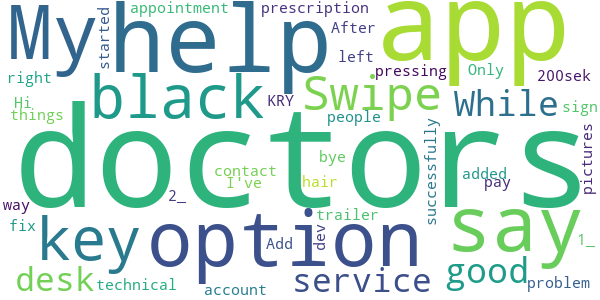 My help app
started appointment prescription
After
left
right
black KRY Swipe
pressing Only 200sek
Hi
things
people
While sign
doctors
successfully pictures
bye
contact
I've hair
added
pay
way 2_
fix
key option
Add dev
trailer
say 1_
desk technical
account
service
good
problem